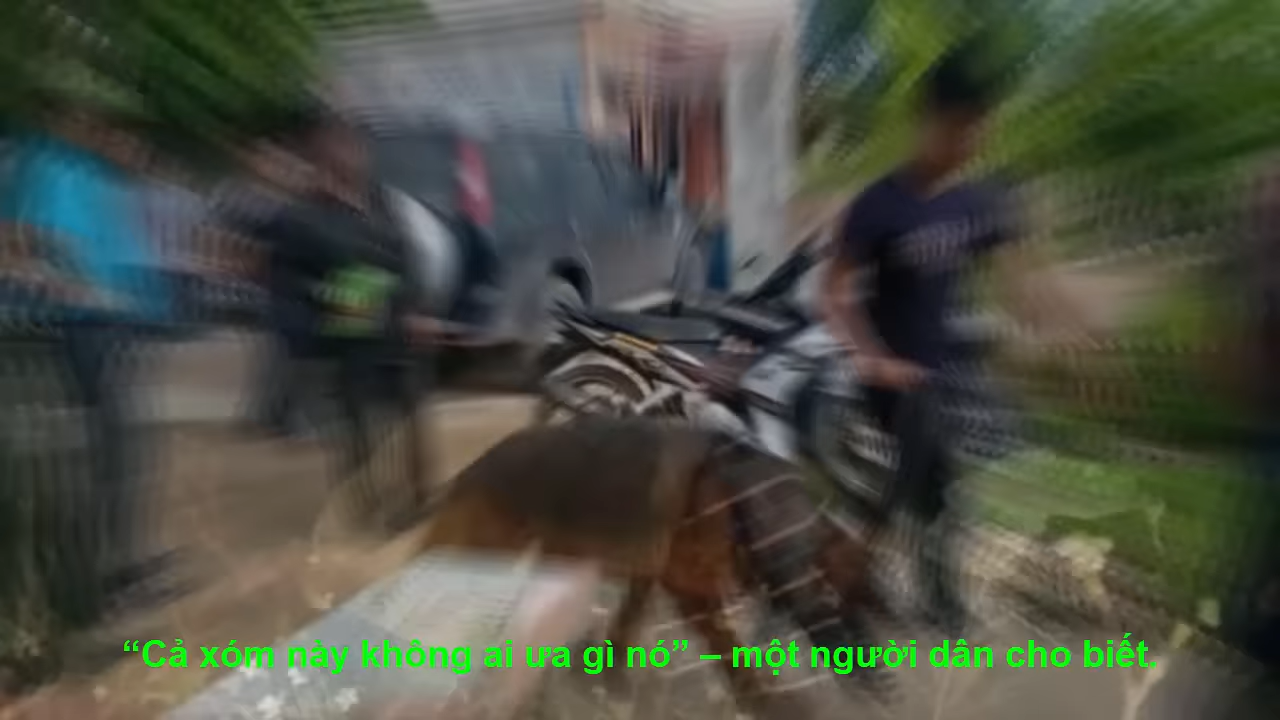 “Cả xóm này không ai ưa gì nó” – một người dân cho biết.